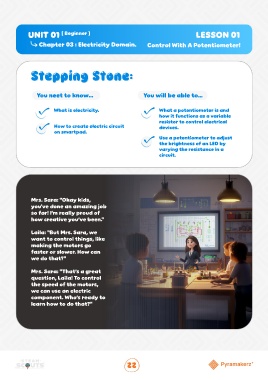 UNIT 01 ( Beginner )
LESSON 01
Chapter 03 : Electricity Domain.
Control With A Potentiometer!
Stepping Stone:
You neet to know...
You will be able to...
What is electricity.
How to create electric circuit
on smartpad.
What a potentiometer is and
how it functions as a variable
resistor to control electrical
devices.
Use a potentiometer to adjust
the brightness of an LED by
varying the resistance in a
circuit.
Mrs. Sara: "Okay kids,
you've done an amazing job
so far! I'm really proud of
how creative you've been."
Laila: "But Mrs. Sara, we
want to control things, like
making the motors go
faster or slower. How can
we do that?"
Mrs. Sara: "That's a great
question, Laila! To control
the speed of the motors,
we can use an electric
component. Who's ready to
learn how to do that?"
22
Pyramakerz